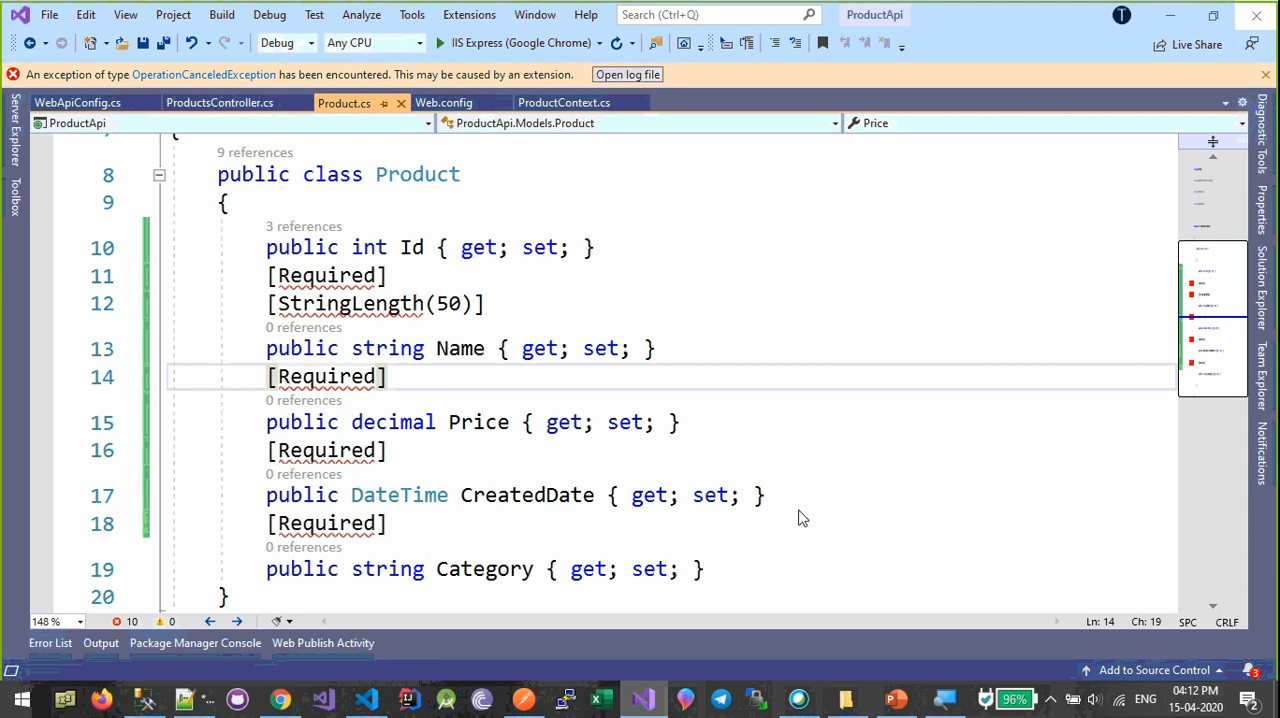 File Edit View Project Build Debug Test Analyze Tools Extensions Window Help Search (Ctrl+Q) ProductApi T
Debug Any CPU IIS Express (Google Chrome) Live Share
An exception of type OperationCanceledException has been encountered. This may be caused by an extension. Open log file
WebApiConfig.cs ProductsController.cs Product.cs Web.config ProductContext.cs
ProductApi ProductApi.Models.Product Price
9 references
8 public class Product
9 {
3 references
10 public int Id { get; set; }
11 [Required]
12 [StringLength(50)]
0 references
13 public string Name { get; set; }
14 [Required]
0 references
15 public decimal Price { get; set; }
16 [Required]
0 references
17 public DateTime CreatedDate { get; set; }
18 [Required]
0 references
19 public string Category { get; set; }
20 }
Server Explorer
Toolbox
Diagnostic Tools
Properties
Solution Explorer
Team Explorer
Notifications
148 % 10 0 Ln: 14 Ch: 19 SPC CRLF
Error List Output Package Manager Console Web Publish Activity
Add to Source Control 3
96% ENG 04:12 PM
15-04-2020 2